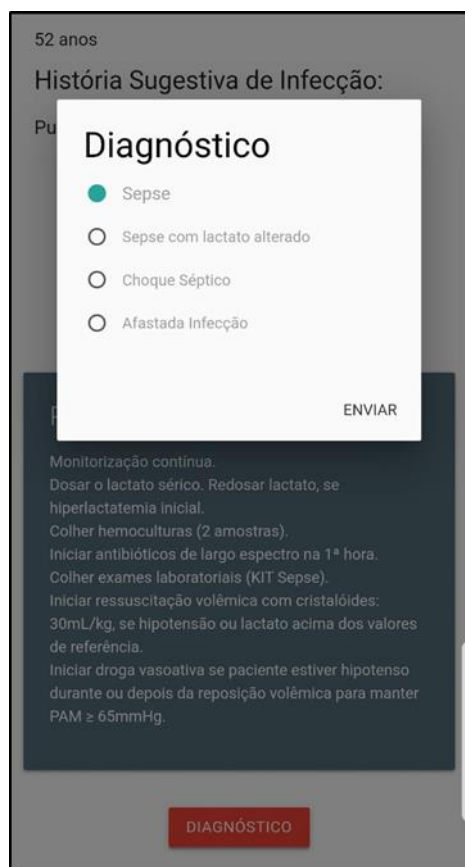 52 anos
História Sugestiva de Infecção:
Pu
Diagnóstico
Sepse
Sepse com lactato alterado
Choque Séptico
Afastada Infecção
ENVIAR
Monitorização contínua.
Dosar o lactato sérico. Redosar lactato, se
hiperlactatemia inicial.
Colher hemoculturas (2 amostras).
Iniciar antibióticos de largo espectro na 1ª hora.
Colher exames laboratoriais (KIT Sepse).
Iniciar ressuscitação volêmica com cristalóides:
30mL/kg, se hipotensão ou lactato acima dos valores
de referência.
Iniciar droga vasoativa se paciente estiver hipotenso
durante ou depois da reposição volêmica para manter
PAM ≥ 65mmHg.
DIAGNÓSTICO